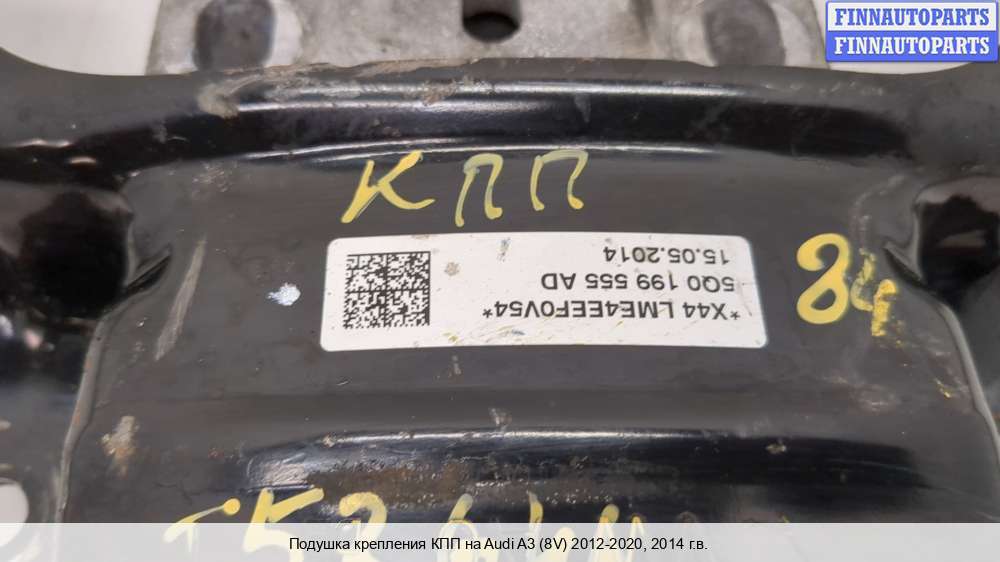 FINNAUTOPARTS
FINNAUTOPARTS
КПП
84
*X44 LME4EEF0V54*
5Q0 199 555 AD
15.05.2014
Подушка крепления КПП на Audi A3 (8V) 2012-2020, 2014 г.в.